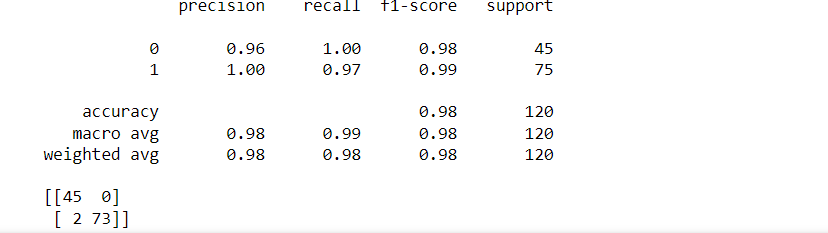 precision recall f1-score support
0 0.96 1.00 0.98 45
1 1.00 0.97 0.99 75
accuracy 0.98 120
macro avg 0.98 0.99 0.98 120
weighted avg 0.98 0.98 0.98 120
[[45 0]
[ 2 73]]